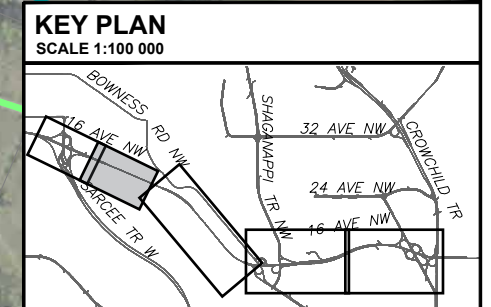 KEY PLAN
SCALE 1:100 000
BOWNESS RD NW
16 AVE NW
SARCEE TR W
SHAGANAPPI TR NW
32 AVE NW
CROWCHILD TR
24 AVE NW
16 AVE NW